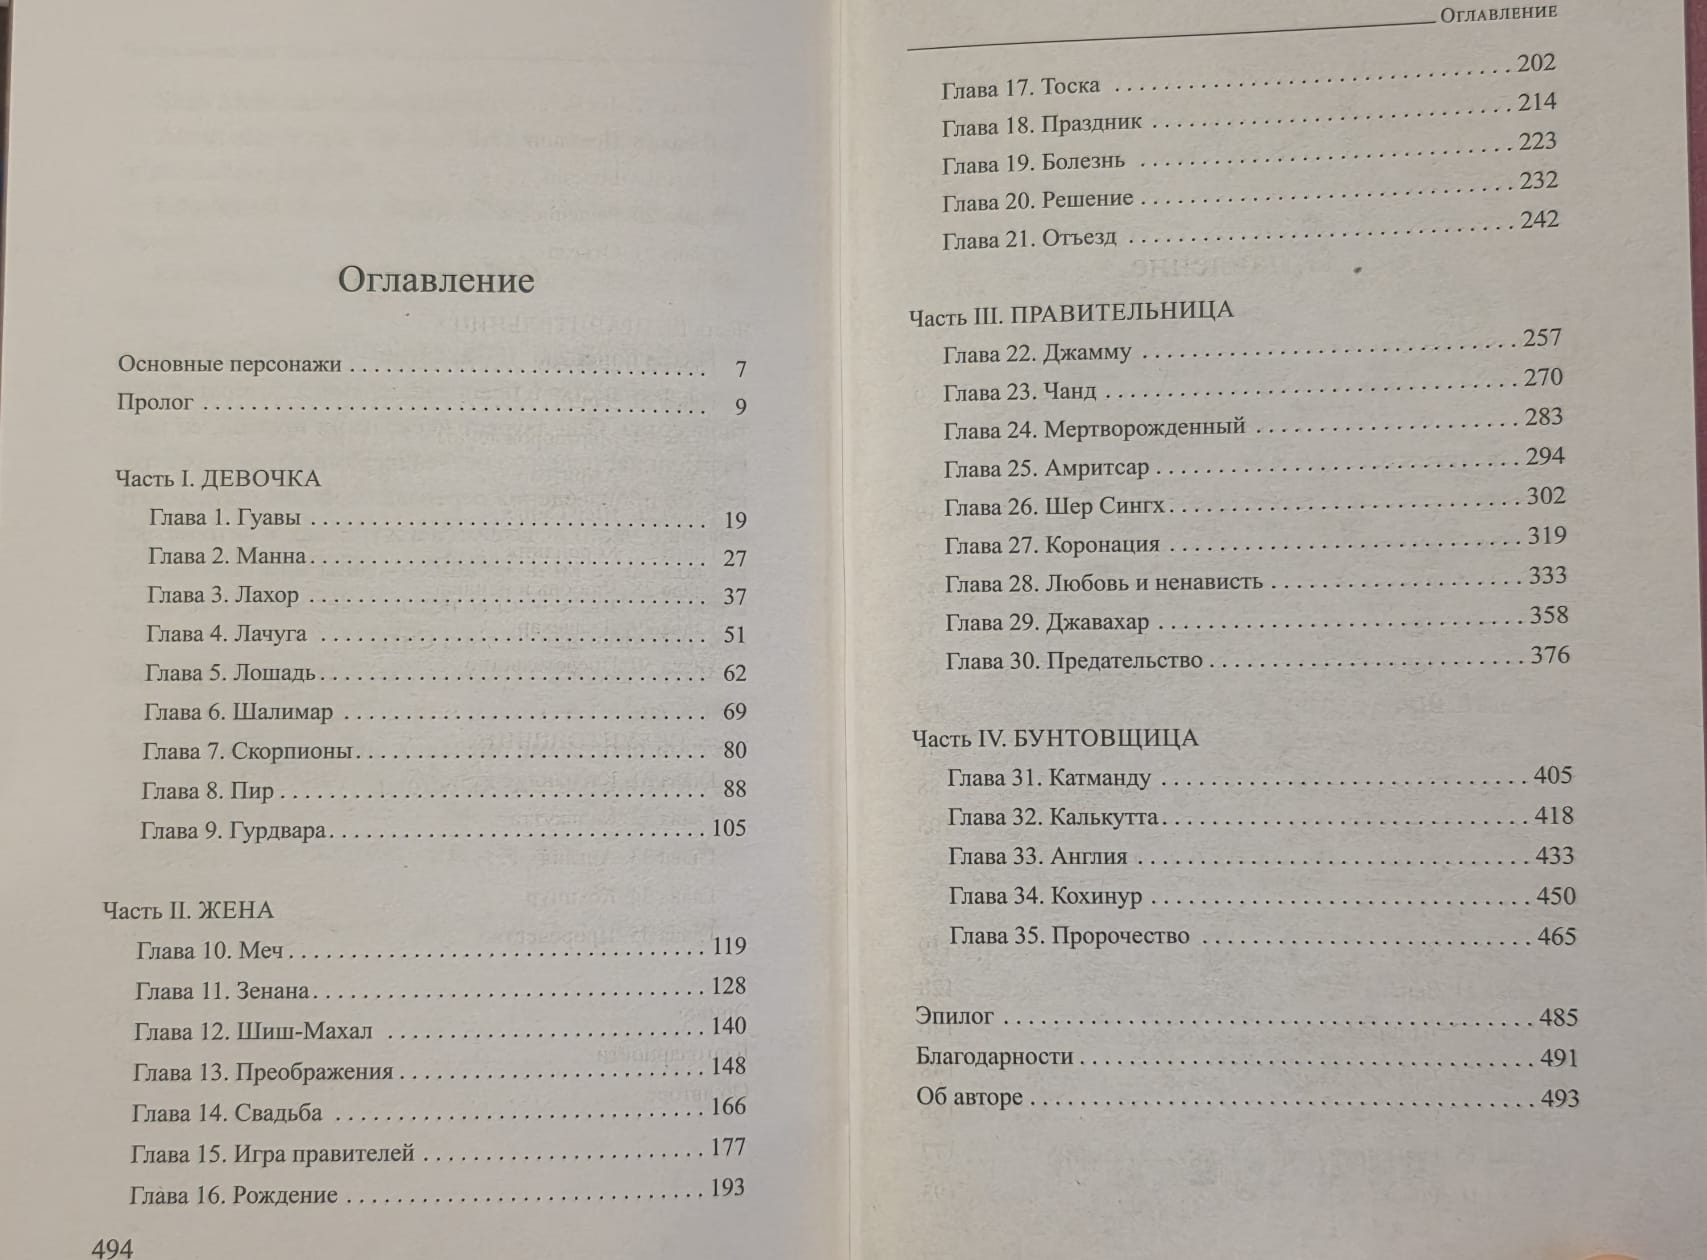 Оглавление
Основные персонажи . . . . . . . . . . . . . . . . . . . . . . . . . . . . . 7
Пролог . . . . . . . . . . . . . . . . . . . . . . . . . . . . . . . . . . . . . . . . . 9
Часть I. ДЕВОЧКА
Глава 1. Гуавы . . . . . . . . . . . . . . . . . . . . . . . . . . . . . . . . 19
Глава 2. Манна . . . . . . . . . . . . . . . . . . . . . . . . . . . . . . . . 27
Глава 3. Лахор . . . . . . . . . . . . . . . . . . . . . . . . . . . . . . . . 37
Глава 4. Лачуга . . . . . . . . . . . . . . . . . . . . . . . . . . . . . . . 51
Глава 5. Лошадь . . . . . . . . . . . . . . . . . . . . . . . . . . . . . . . 62
Глава 6. Шалимар . . . . . . . . . . . . . . . . . . . . . . . . . . . . . 69
Глава 7. Скорпионы . . . . . . . . . . . . . . . . . . . . . . . . . . . . 80
Глава 8. Пир . . . . . . . . . . . . . . . . . . . . . . . . . . . . . . . . . . 88
Глава 9. Гурдвара . . . . . . . . . . . . . . . . . . . . . . . . . . . . . . 105
Часть II. ЖЕНА
Глава 10. Меч . . . . . . . . . . . . . . . . . . . . . . . . . . . . . . . . . 119
Глава 11. Зенана . . . . . . . . . . . . . . . . . . . . . . . . . . . . . . . 128
Глава 12. Шиш-Махал . . . . . . . . . . . . . . . . . . . . . . . . . . 140
Глава 13. Преображения . . . . . . . . . . . . . . . . . . . . . . . . . 148
Глава 14. Свадьба . . . . . . . . . . . . . . . . . . . . . . . . . . . . . . 166
Глава 15. Игра правителей . . . . . . . . . . . . . . . . . . . . . . . 177
Глава 16. Рождение . . . . . . . . . . . . . . . . . . . . . . . . . . . . . 193
494
Оглавление
Глава 17. Тоска . . . . . . . . . . . . . . . . . . . . . . . . . . . . . . . . 202
Глава 18. Праздник . . . . . . . . . . . . . . . . . . . . . . . . . . . . . 214
Глава 19. Болезнь . . . . . . . . . . . . . . . . . . . . . . . . . . . . . . 223
Глава 20. Решение . . . . . . . . . . . . . . . . . . . . . . . . . . . . . . 232
Глава 21. Отъезд . . . . . . . . . . . . . . . . . . . . . . . . . . . . . . . 242
Часть III. ПРАВИТЕЛЬНИЦА
Глава 22. Джамму . . . . . . . . . . . . . . . . . . . . . . . . . . . . . . 257
Глава 23. Чанд . . . . . . . . . . . . . . . . . . . . . . . . . . . . . . . . . 270
Глава 24. Мертворожденный . . . . . . . . . . . . . . . . . . . . . 283
Глава 25. Амритсар . . . . . . . . . . . . . . . . . . . . . . . . . . . . . 294
Глава 26. Шер Сингх . . . . . . . . . . . . . . . . . . . . . . . . . . . . 302
Глава 27. Коронация . . . . . . . . . . . . . . . . . . . . . . . . . . . . 319
Глава 28. Любовь и ненависть . . . . . . . . . . . . . . . . . . . . 333
Глава 29. Джавахар . . . . . . . . . . . . . . . . . . . . . . . . . . . . . 358
Глава 30. Предательство . . . . . . . . . . . . . . . . . . . . . . . . . 376
Часть IV. БУНТОВЩИЦА
Глава 31. Катманду . . . . . . . . . . . . . . . . . . . . . . . . . . . . . 405
Глава 32. Калькутта . . . . . . . . . . . . . . . . . . . . . . . . . . . . . 418
Глава 33. Англия . . . . . . . . . . . . . . . . . . . . . . . . . . . . . . . 433
Глава 34. Кохинур . . . . . . . . . . . . . . . . . . . . . . . . . . . . . . 450
Глава 35. Пророчество . . . . . . . . . . . . . . . . . . . . . . . . . . 465
Эпилог . . . . . . . . . . . . . . . . . . . . . . . . . . . . . . . . . . . . . . . 485
Благодарности . . . . . . . . . . . . . . . . . . . . . . . . . . . . . . . . . 491
Об авторе . . . . . . . . . . . . . . . . . . . . . . . . . . . . . . . . . . . . . 493